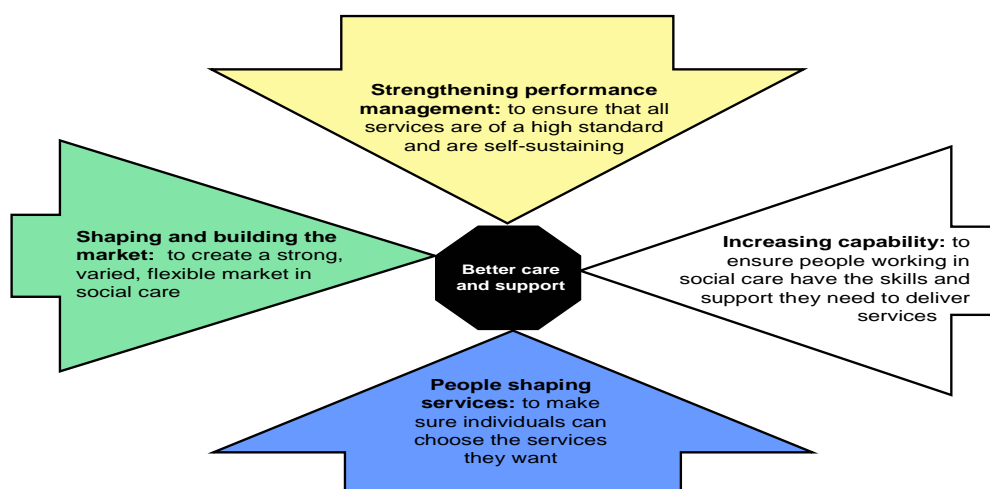 Strengthening performance
management: to ensure that all
services are of a high standard
and are self-sustaining
Shaping and building the
market:  to create a strong,
varied, flexible market in
social care
Better care
and support
Increasing capability: to
ensure people working in
social care have the skills and
support they need to deliver
services
People shaping
services: to make
sure individuals can
choose the services
they want